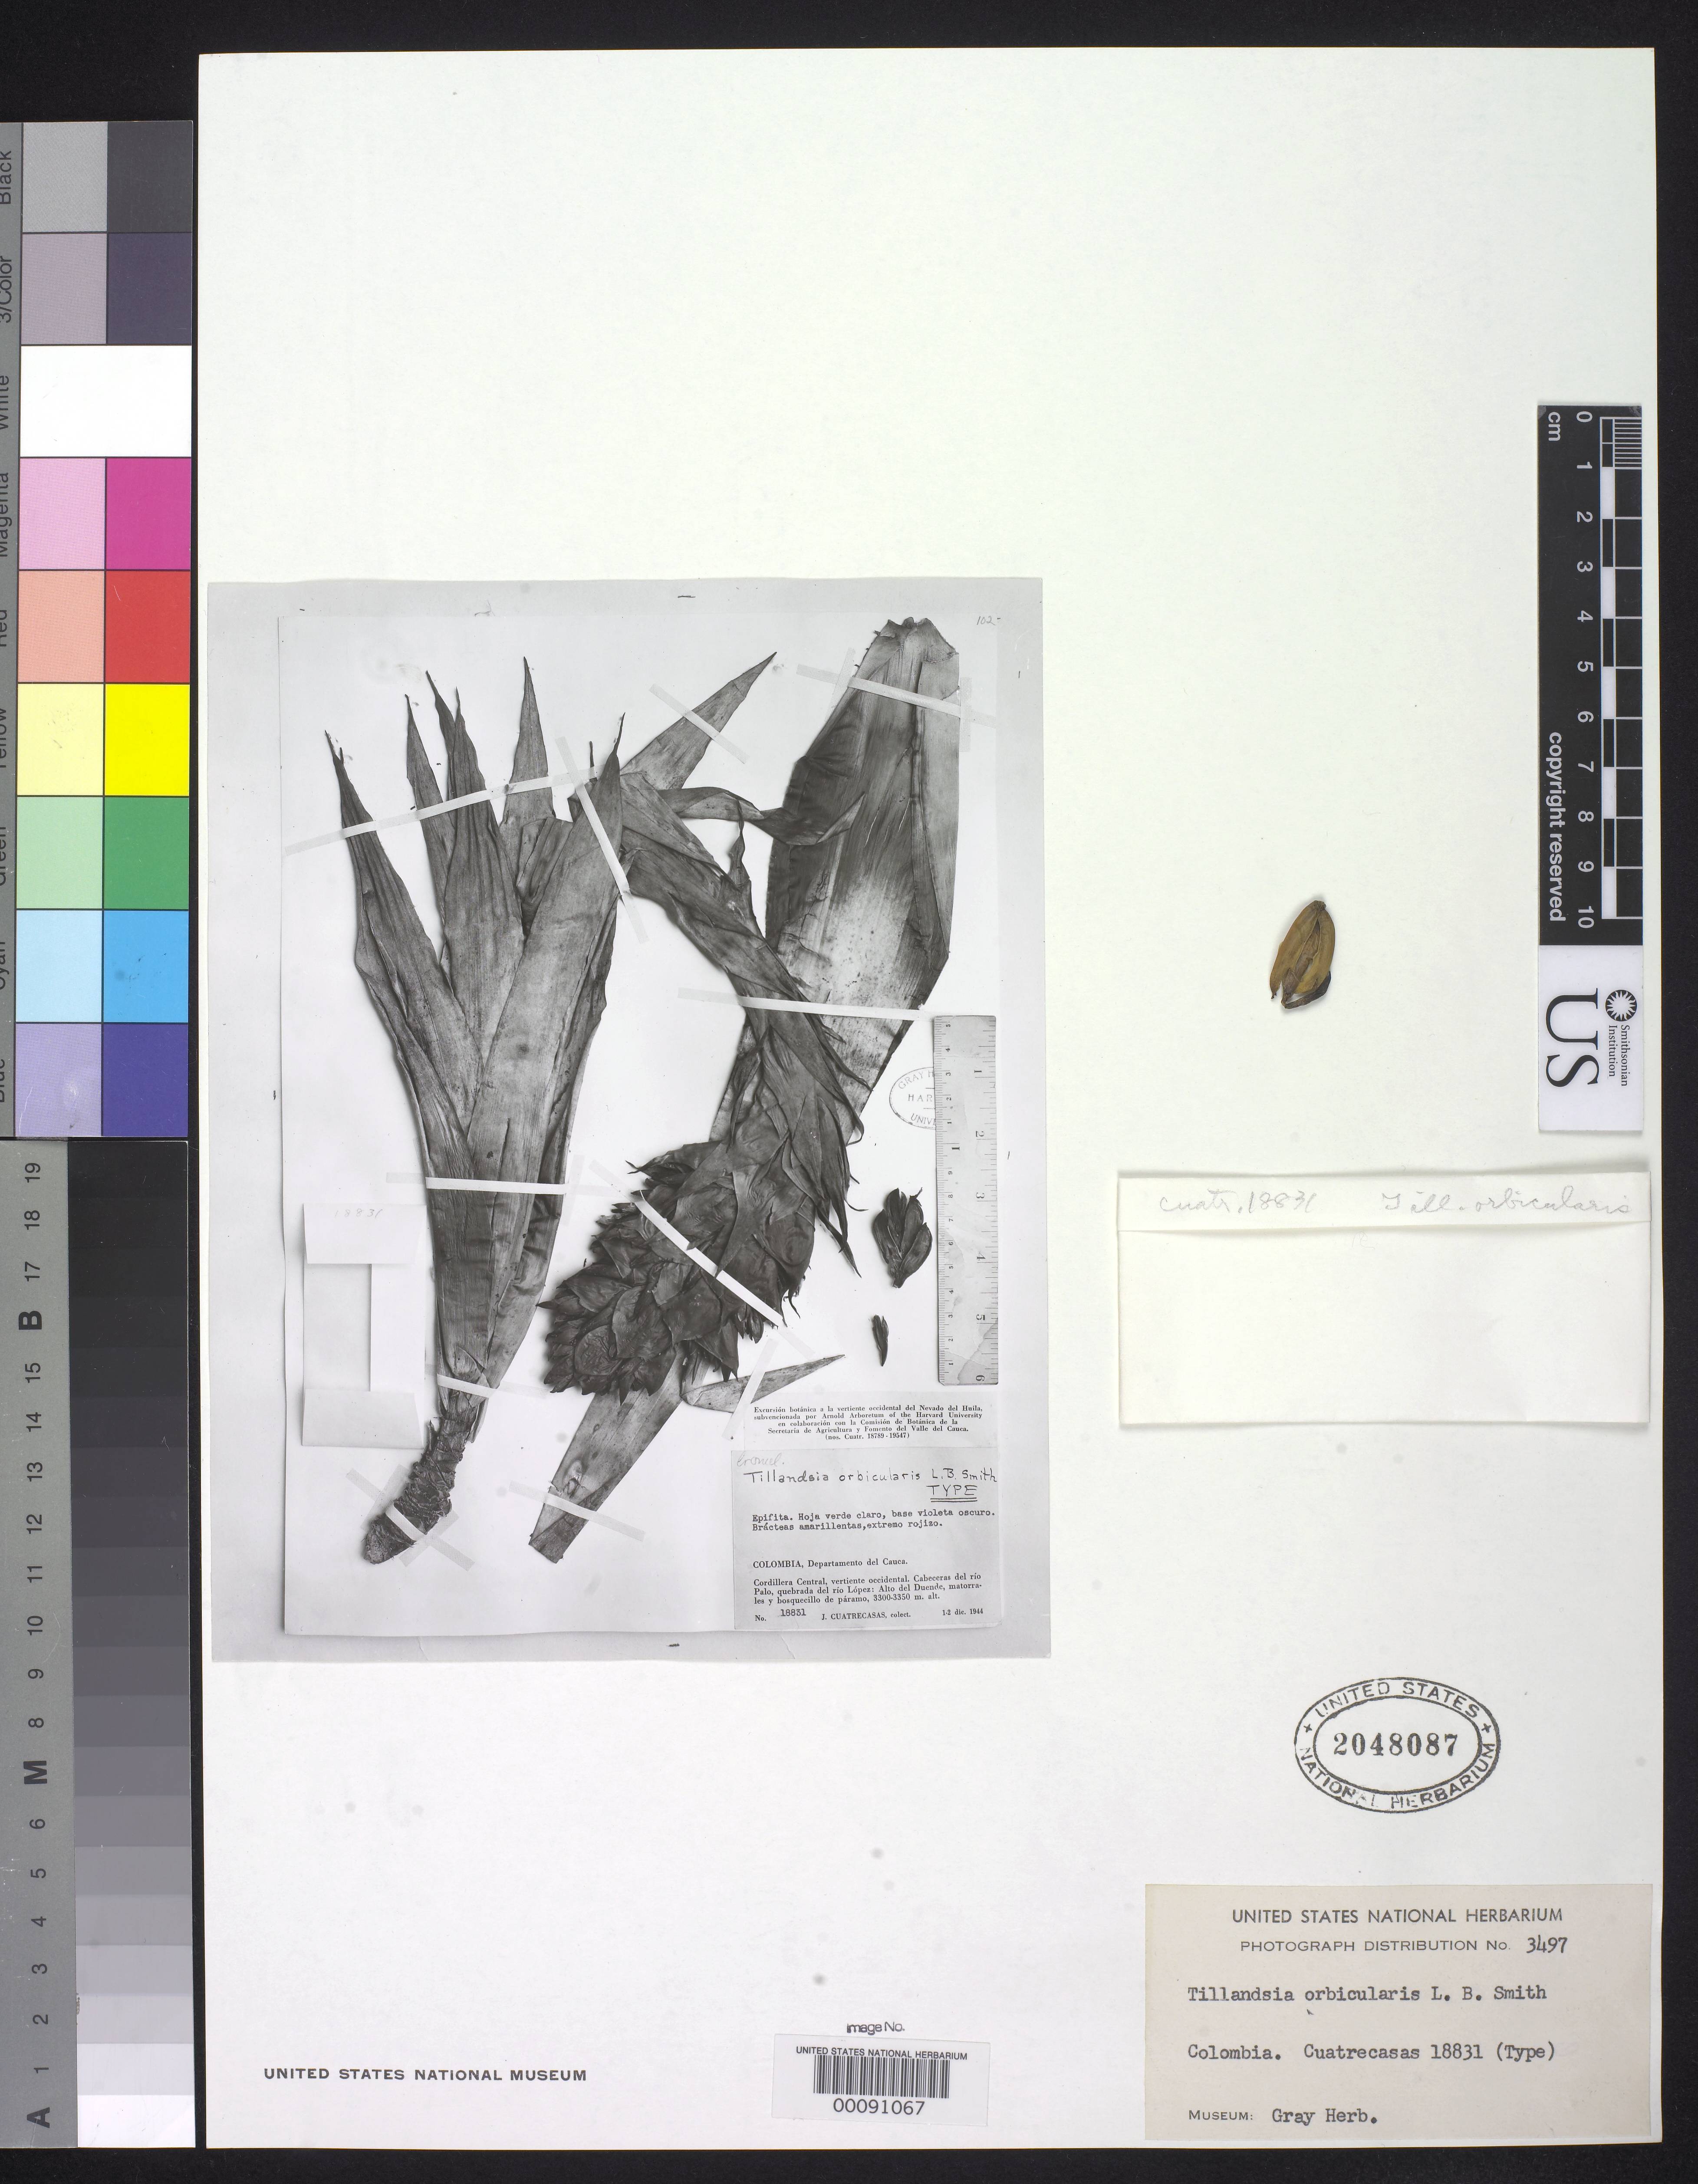 Black
3/Color
White
Magenta
Red
Yellow
Green
Cyan
Blue
19
18
17
B
15
14
13
12
11
10
9
8
M
6
5
4
3
2
1
A
102
0
1
2
3
4
5
6
7
8
9
10
cm
copyright reserved
US
Smithsonian
Institution
1
2
3
4
5
6
18831
Cuatr. 18831 Till. orbicularis
Excursión botánica a la vertiente occidental del Nevado del Huila,
subvencionada por Arnold Arboretum of the Harvard University
en colaboración con la Comisión de Botánica de la
Secretaría de Agricultura y Fomento del Valle del Cauca.
(nos. Cuatr. 18789-19547)
Tillandsia orbicularis L. B. Smith
TYPE
Epifita. Hoja verde claro, base violeta oscuro.
Brácteas amarillentas, extremo rojizo.
COLOMBIA, Departamento del Cauca.
Cordillera Central, vertiente occidental. Cabeceras del río
Palo, quebrada del río López: Alto del Duende, matorra-
les y bosquecillo de páramo, 3300-3350 m. alt.
No. 18831 J. CUATRECASAS, colect. 1-2 dic. 1944
UNITED STATES
2048087
NATIONAL HERBARIUM
UNITED STATES NATIONAL HERBARIUM
PHOTOGRAPH DISTRIBUTION No. 3497
Tillandsia orbicularis L. B. Smith
Colombia. Cuatrecasas 18831 (Type)
MUSEUM: Gray Herb.
Image No.
UNITED STATES NATIONAL HERBARIUM
00091067
UNITED STATES NATIONAL MUSEUM